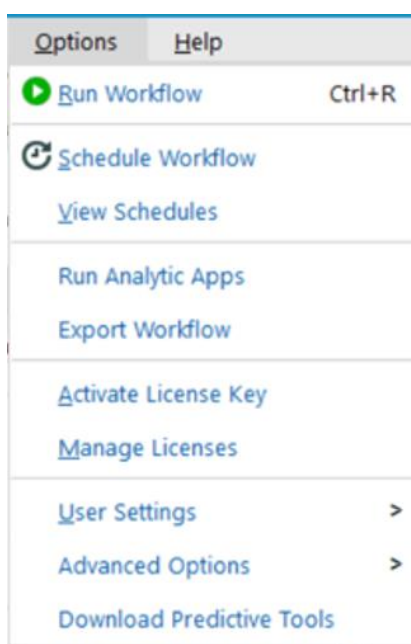 Options Help
Run Workflow Ctrl+R
Schedule Workflow
View Schedules
Run Analytic Apps
Export Workflow
Activate License Key
Manage Licenses
User Settings >
Advanced Options >
Download Predictive Tools